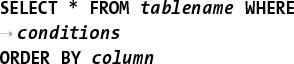 SELECT * FROM tablename WHERE
→conditions
ORDER BY column